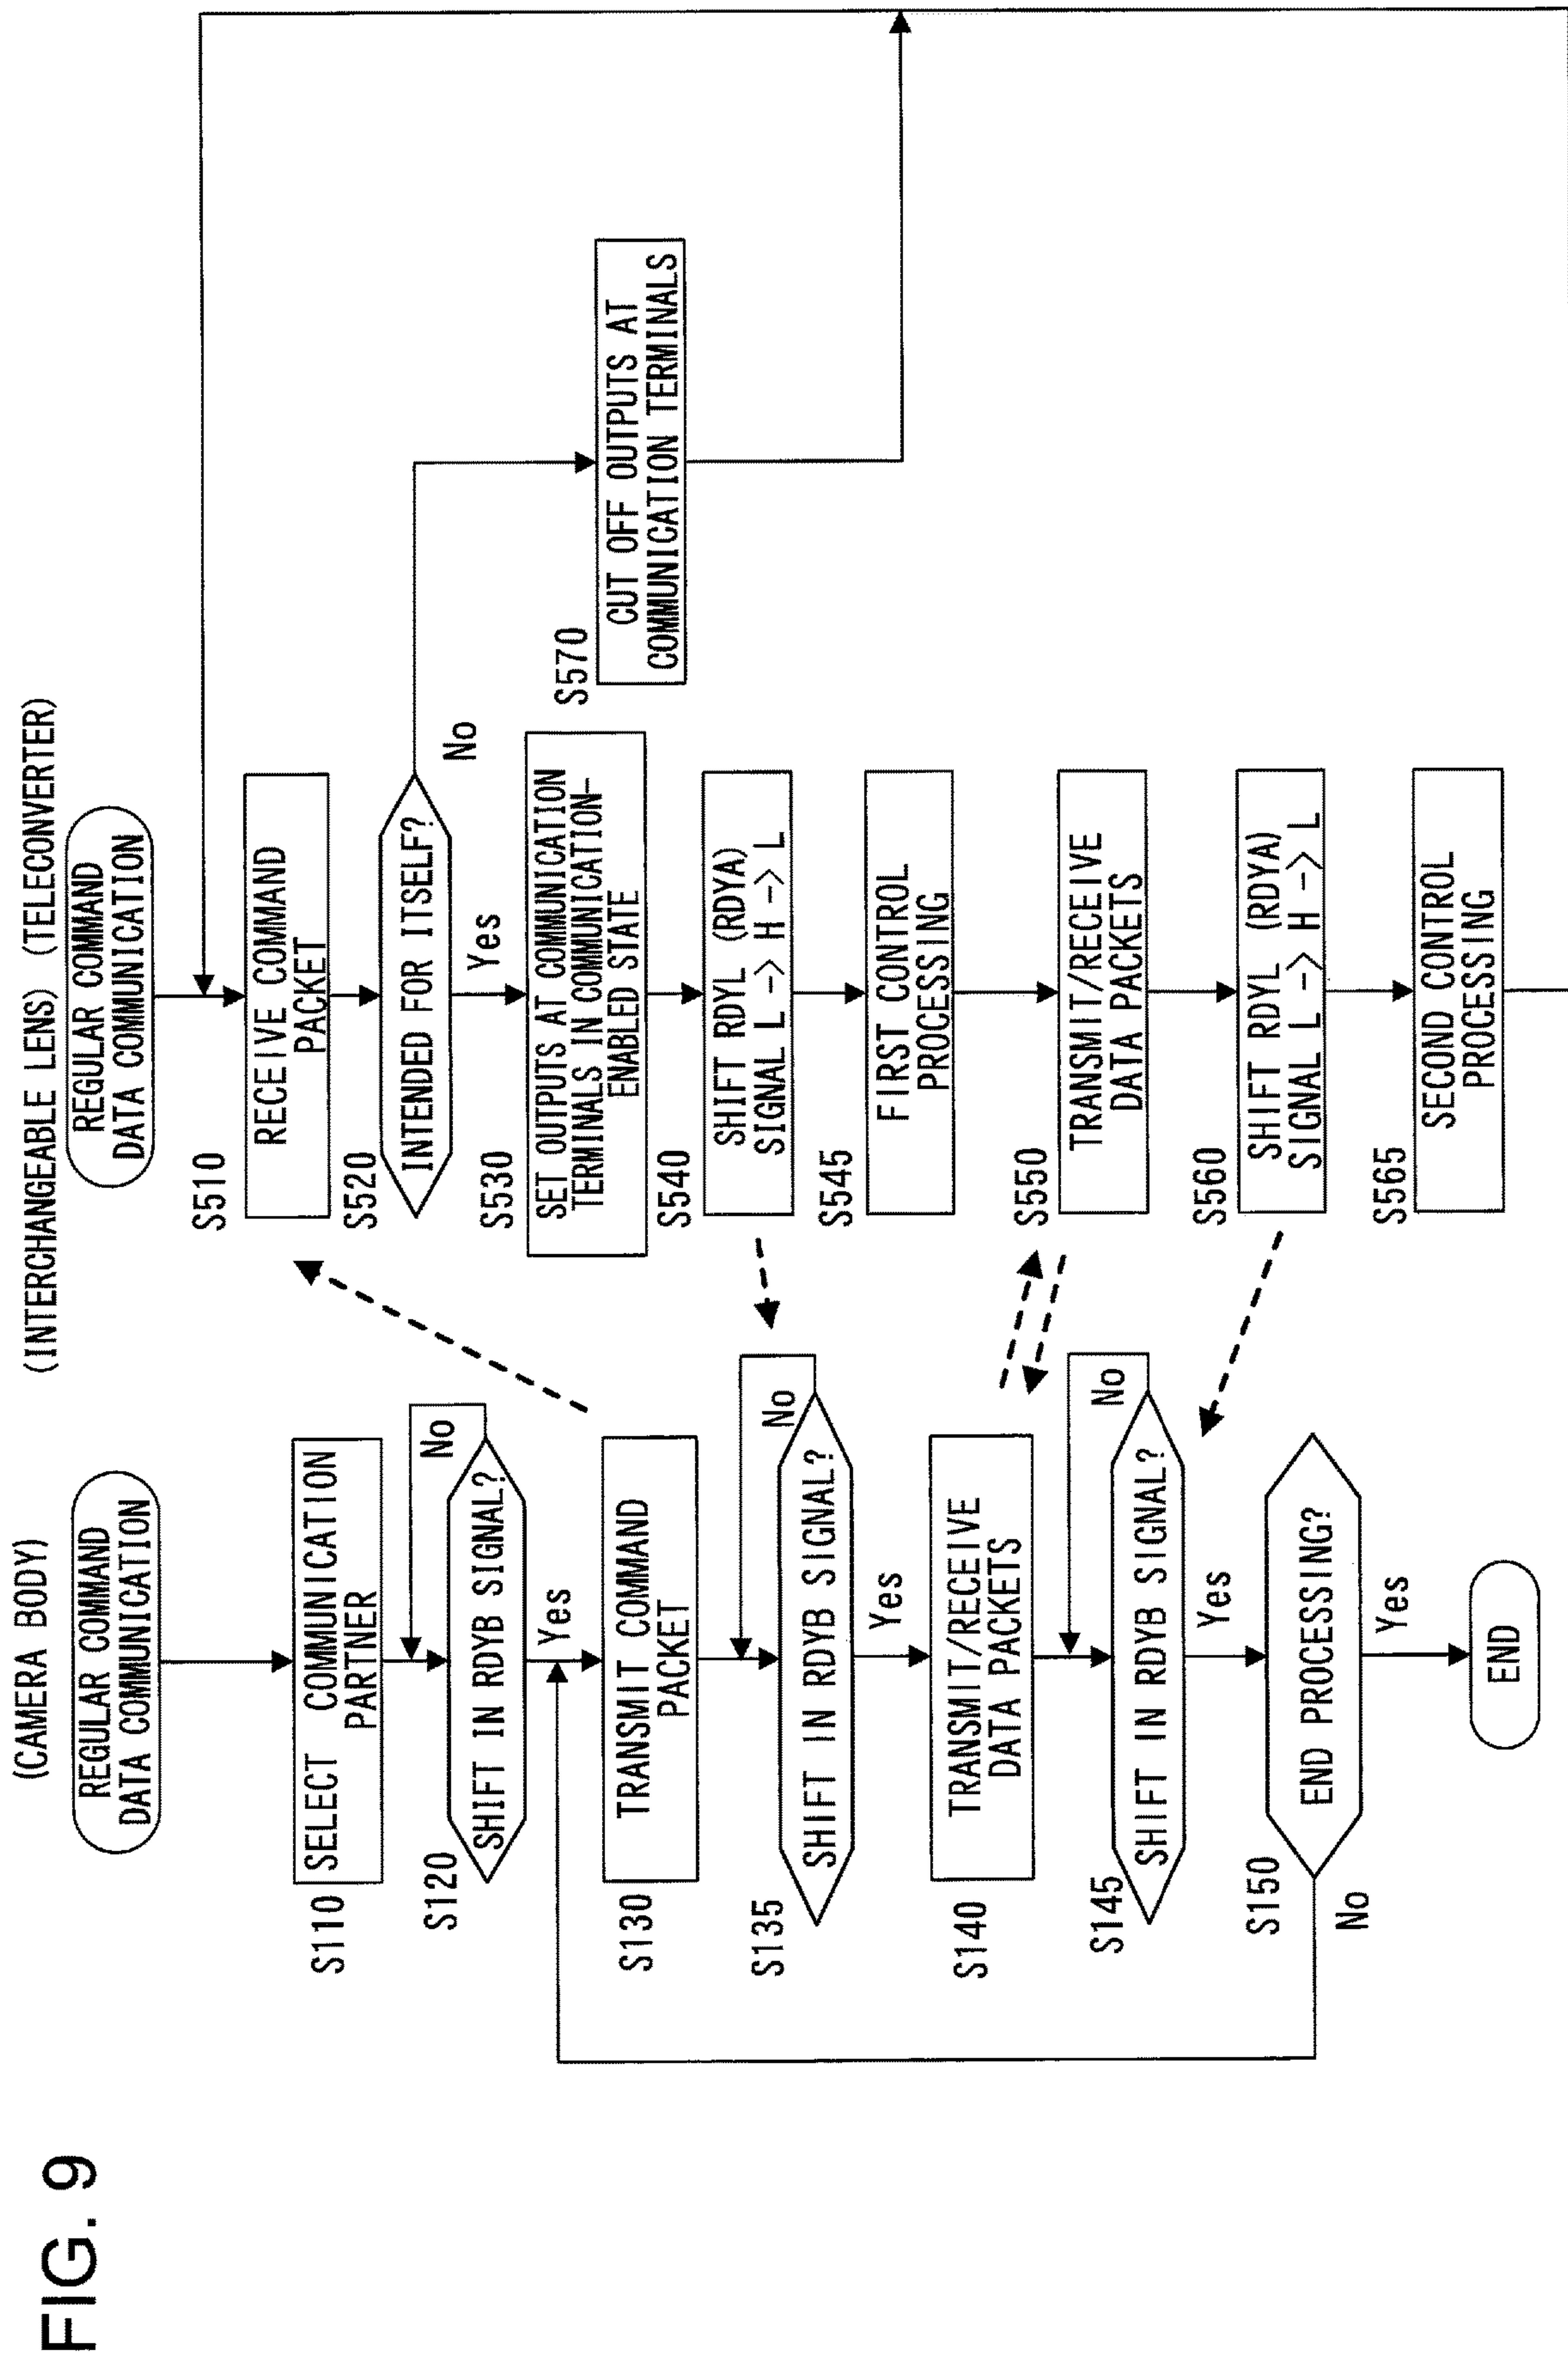 FIG. 9
(CAMERA BODY)
REGULAR COMMAND
DATA COMMUNICATION
S110
SELECT COMMUNICATION
PARTNER
S120
SHIFT IN RDYB SIGNAL?
No
Yes
S130
TRANSMIT COMMAND
PACKET
S135
SHIFT IN RDYB SIGNAL?
No
Yes
S140
TRANSMIT/RECEIVE
DATA PACKETS
S145
SHIFT IN RDYB SIGNAL?
No
Yes
S150
END PROCESSING?
No
Yes
END
(INTERCHANGEABLE LENS) (TELECONVERTER)
REGULAR COMMAND
DATA COMMUNICATION
S510
RECEIVE COMMAND
PACKET
S520
INTENDED FOR ITSELF?
No
Yes
S530
SET OUTPUTS AT COMMUNICATION
TERMINALS IN COMMUNICATION-
ENABLED STATE
S540
SHIFT RDYL (RDYA)
SIGNAL L -> H -> L
S545
FIRST CONTROL
PROCESSING
S550
TRANSMIT/RECEIVE
DATA PACKETS
S560
SHIFT RDYL (RDYA)
SIGNAL L -> H -> L
S565
SECOND CONTROL
PROCESSING
S570
CUT OFF OUTPUTS AT
COMMUNICATION TERMINALS